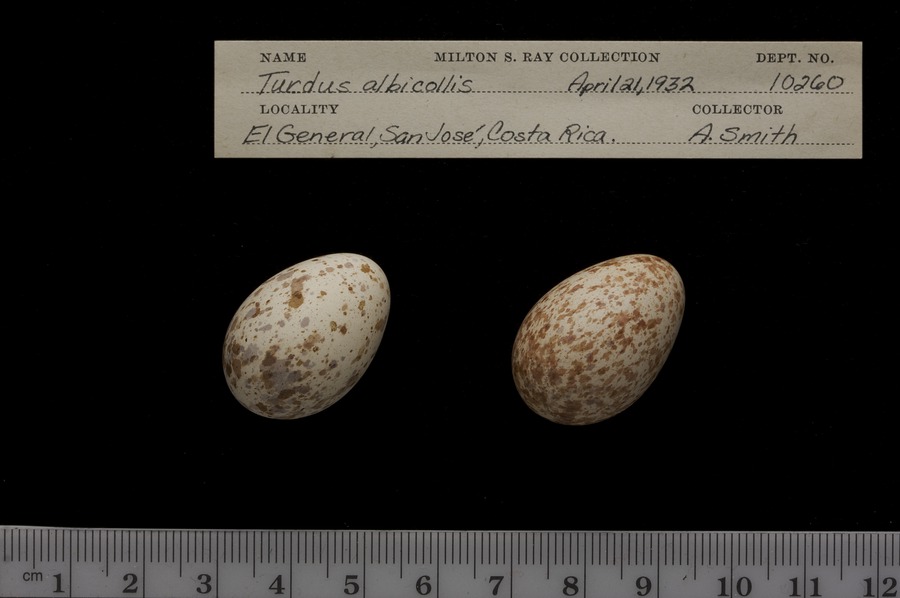 NAME MILTON S. RAY COLLECTION DEPT. NO.
Turdus albicollis April 21, 1932 10260
LOCALITY COLLECTOR
El General, San José, Costa Rica. A. Smith
cm 1 2 3 4 5 6 7 8 9 10 11 12